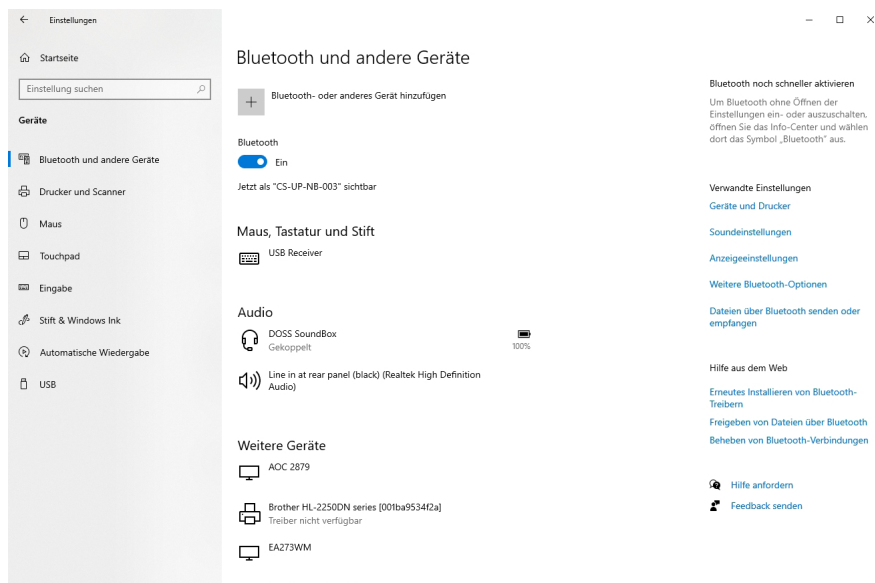 Einstellungen
Startseite
Einstellung suchen
Geräte
Bluetooth und andere Geräte
Drucker und Scanner
Maus
Touchpad
Eingabe
Stift & Windows Ink
Automatische Wiedergabe
USB
Bluetooth und andere Geräte
Bluetooth- oder anderes Gerät hinzufügen
Bluetooth
Ein
Jetzt als "CS-UP-NB-003" sichtbar
Maus, Tastatur und Stift
USB Receiver
Audio
DOSS SoundBox
Gekoppelt
100%
Line in at rear panel (black) (Realtek High Definition
Audio)
Weitere Geräte
AOC 2879
Brother HL-2250DN series [001ba9534f2a]
Treiber nicht verfügbar
EA273WM
Bluetooth noch schneller aktivieren
Um Bluetooth ohne Öffnen der
Einstellungen ein- oder auszuschalten,
öffnen Sie das Info-Center und wählen
dort das Symbol „Bluetooth" aus.
Verwandte Einstellungen
Geräte und Drucker
Soundeinstellungen
Anzeigeeinstellungen
Weitere Bluetooth-Optionen
Dateien über Bluetooth senden oder
empfangen
Hilfe aus dem Web
Erneutes Installieren von Bluetooth-
Treibern
Freigeben von Dateien über Bluetooth
Beheben von Bluetooth-Verbindungen
Hilfe anfordern
Feedback senden